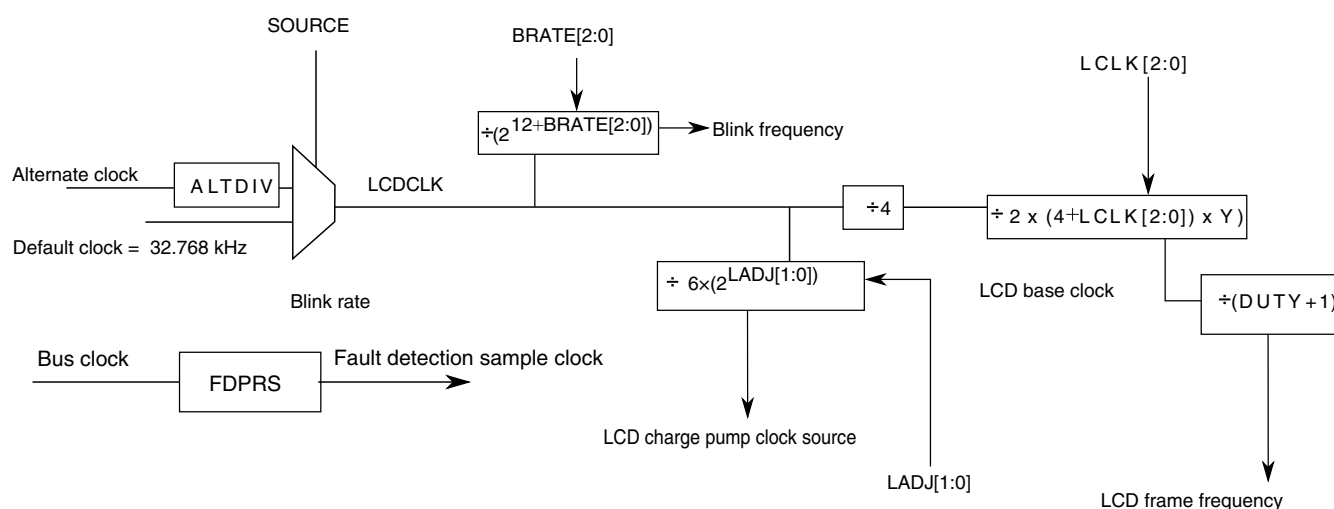 SOURCE
BRATE[2:0]
LCLK[2:0]
÷(2^12+BRATE[2:0])
Blink frequency
Alternate clock
ALTDIV
LCDCLK
÷4
÷ 2 x (4+LCLK[2:0]) x Y)
Default clock = 32.768 kHz
÷ 6×(2^LADJ[1:0])
LCD base clock
÷(DUTY+1)
Blink rate
Bus clock
FDPRS
Fault detection sample clock
LCD charge pump clock source
LADJ[1:0]
LCD frame frequency